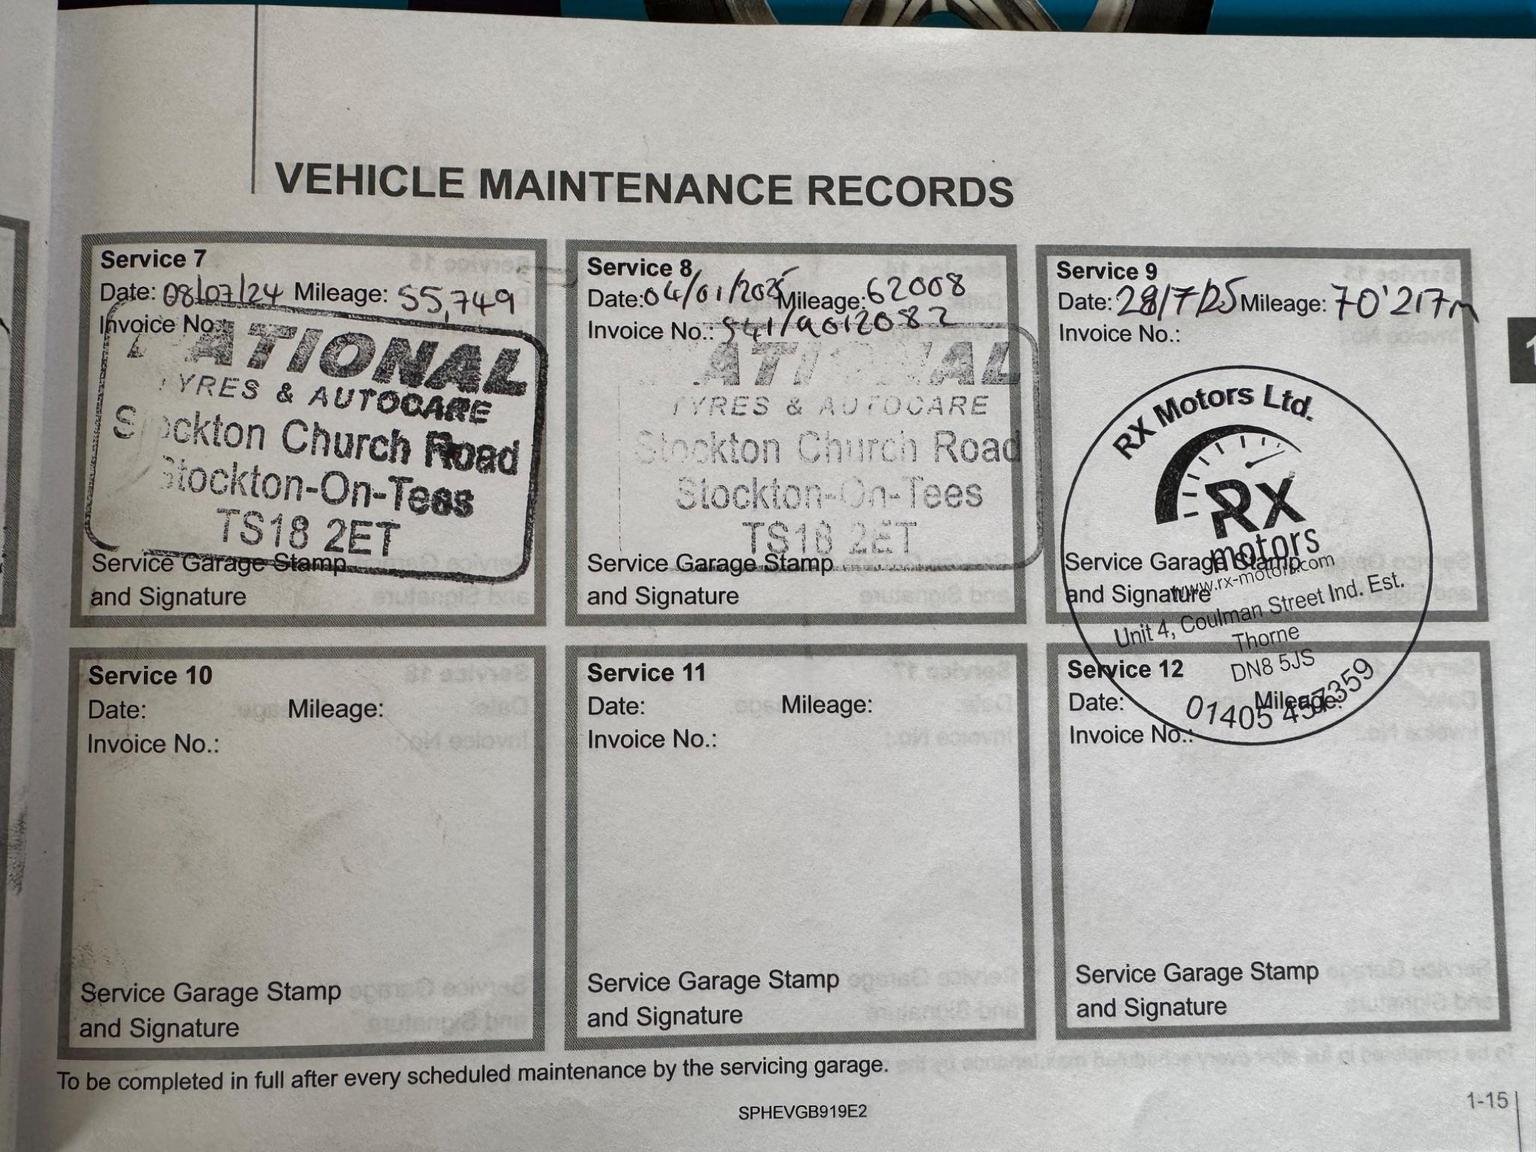 VEHICLE MAINTENANCE RECORDS
Service 7
Date: 08/07/24 Mileage: 55,749
Invoice No.:
NATIONAL
TYRES & AUTOCARE
Stockton Church Road
Stockton-On-Tees
TS18 2ET
Service Garage Stamp
and Signature
Service 8
Date: 04/01/2025 Mileage: 62008
Invoice No.: 941/9012082
NATIONAL
TYRES & AUTOCARE
Stockton Church Road
Stockton-On-Tees
TS18 2ET
Service Garage Stamp
and Signature
Service 9
Date: 28/7/25 Mileage: 70'217m
Invoice No.:
RX Motors Ltd.
RX
motors
www.rx-motors.com
Unit 4, Coulman Street Ind. Est.
Thorne
DN8 5JS
Service Garage Stamp
and Signature
Service 10
Date: Mileage:
Invoice No.:
Service Garage Stamp
and Signature
Service 11
Date: Mileage:
Invoice No.:
Service Garage Stamp
and Signature
Service 12
Date: Mileage:
Invoice No.:
Service Garage Stamp
and Signature
To be completed in full after every scheduled maintenance by the servicing garage.
SPHEVGB919E2
1-15
1